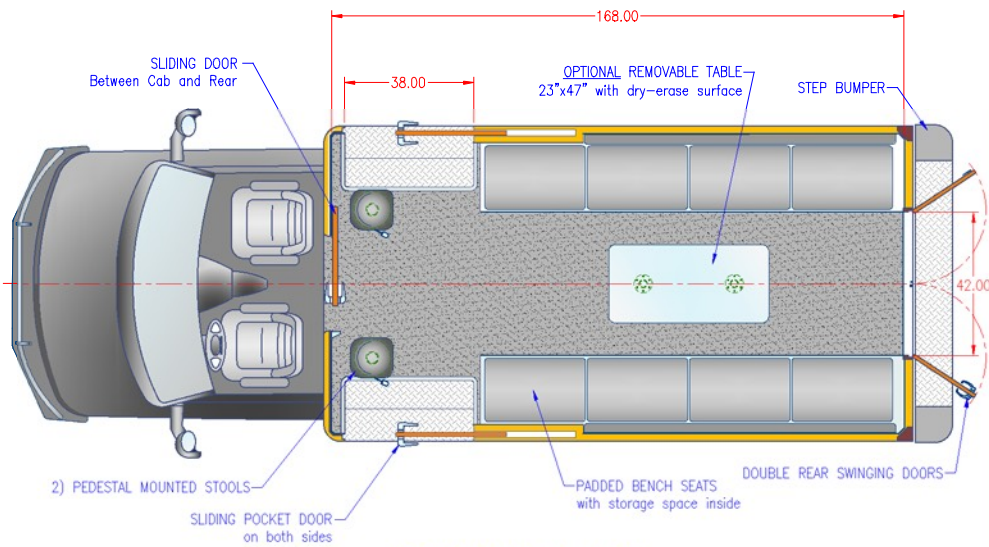 168.00
SLIDING DOOR
Between Cab and Rear
38.00
OPTIONAL REMOVABLE TABLE
23"x47" with dry-erase surface
STEP BUMPER
42.00
2) PEDESTAL MOUNTED STOOLS
SLIDING POCKET DOOR
on both sides
PADDED BENCH SEATS
with storage space inside
DOUBLE REAR SWINGING DOORS